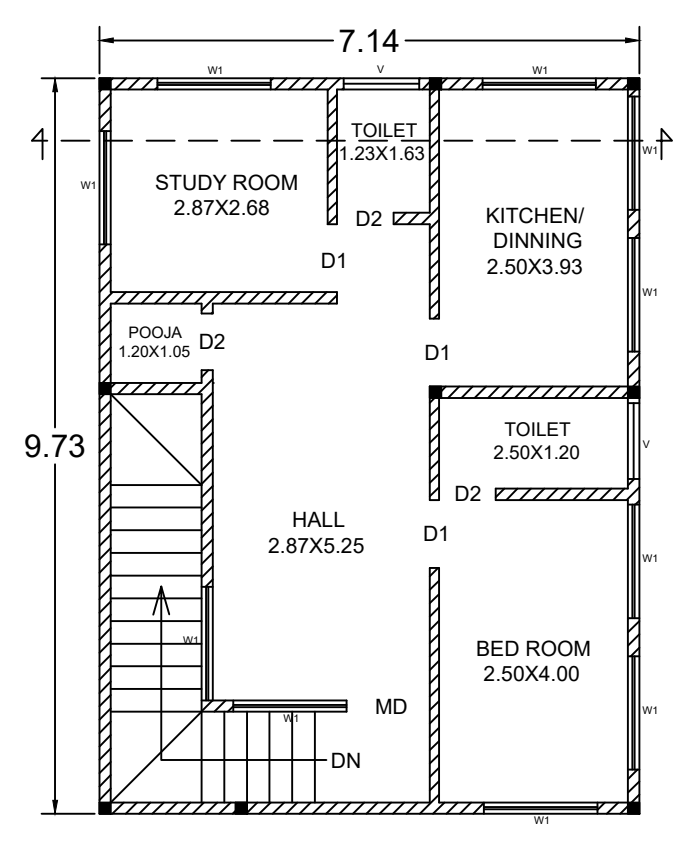 7.14
W1
V
W1
TOILET
1.23X1.63
W1
W1
STUDY ROOM
2.87X2.68
D2
KITCHEN/
DINNING
2.50X3.93
D1
W1
POOJA
1.20X1.05
D2
D1
9.73
TOILET
2.50X1.20
V
D2
HALL
2.87X5.25
D1
W1
W1
BED ROOM
2.50X4.00
MD
W1
W1
DN
W1